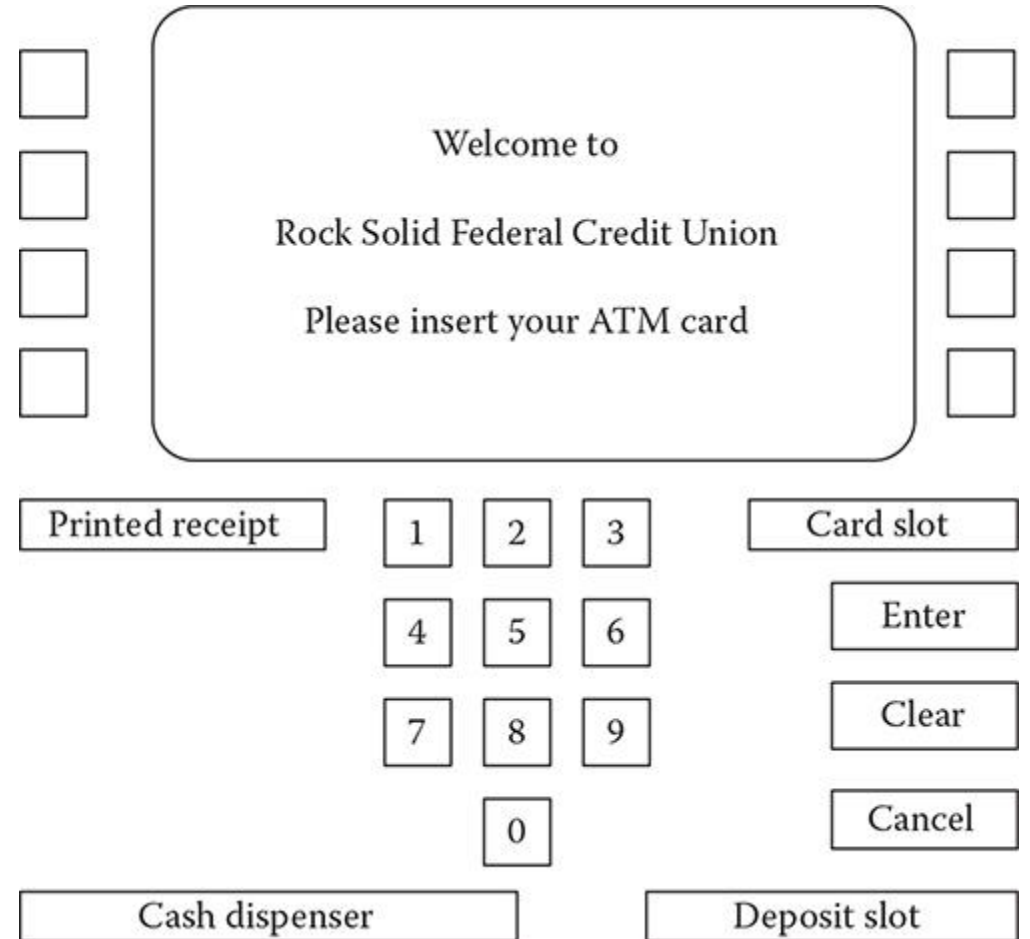 Welcome to
Rock Solid Federal Credit Union
Please insert your ATM card
Printed receipt
1 2 3
Card slot
4 5 6
Enter
7 8 9
Clear
0
Cancel
Cash dispenser
Deposit slot